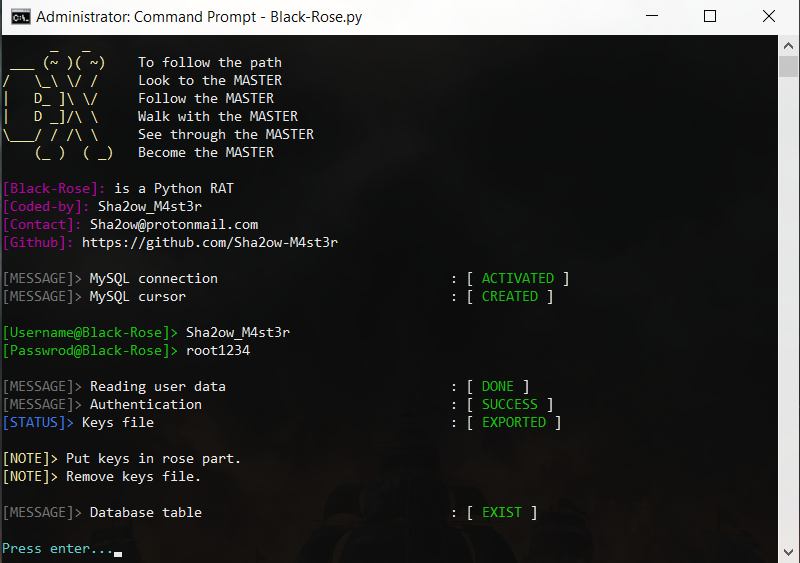 Administrator: Command Prompt - Black-Rose.py
To follow the path
Look to the MASTER
Follow the MASTER
Walk with the MASTER
See through the MASTER
Become the MASTER
[Black-Rose]: is a Python RAT
[Coded-by]: Sha2ow_M4st3r
[Contact]: Sha2ow@protonmail.com
[Github]: https://github.com/Sha2ow-M4st3r
[MESSAGE]> MySQL connection : [ ACTIVATED ]
[MESSAGE]> MySQL cursor : [ CREATED ]
[Username@Black-Rose]> Sha2ow_M4st3r
[Passwrod@Black-Rose]> root1234
[MESSAGE]> Reading user data : [ DONE ]
[MESSAGE]> Authentication : [ SUCCESS ]
[STATUS]> Keys file : [ EXPORTED ]
[NOTE]> Put keys in rose part.
[NOTE]> Remove keys file.
[MESSAGE]> Database table : [ EXIST ]
Press enter...